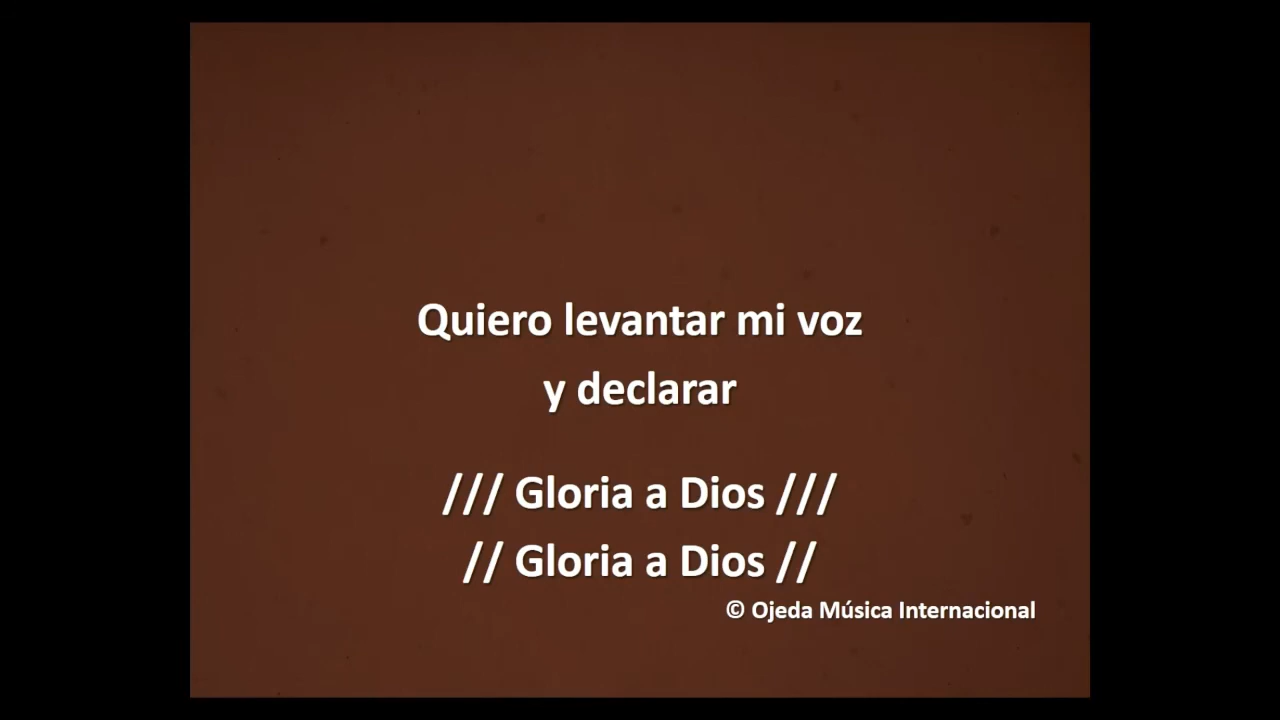 Quiero levantar mi voz
y declarar
/// Gloria a Dios ///
// Gloria a Dios //
© Ojeda Música Internacional